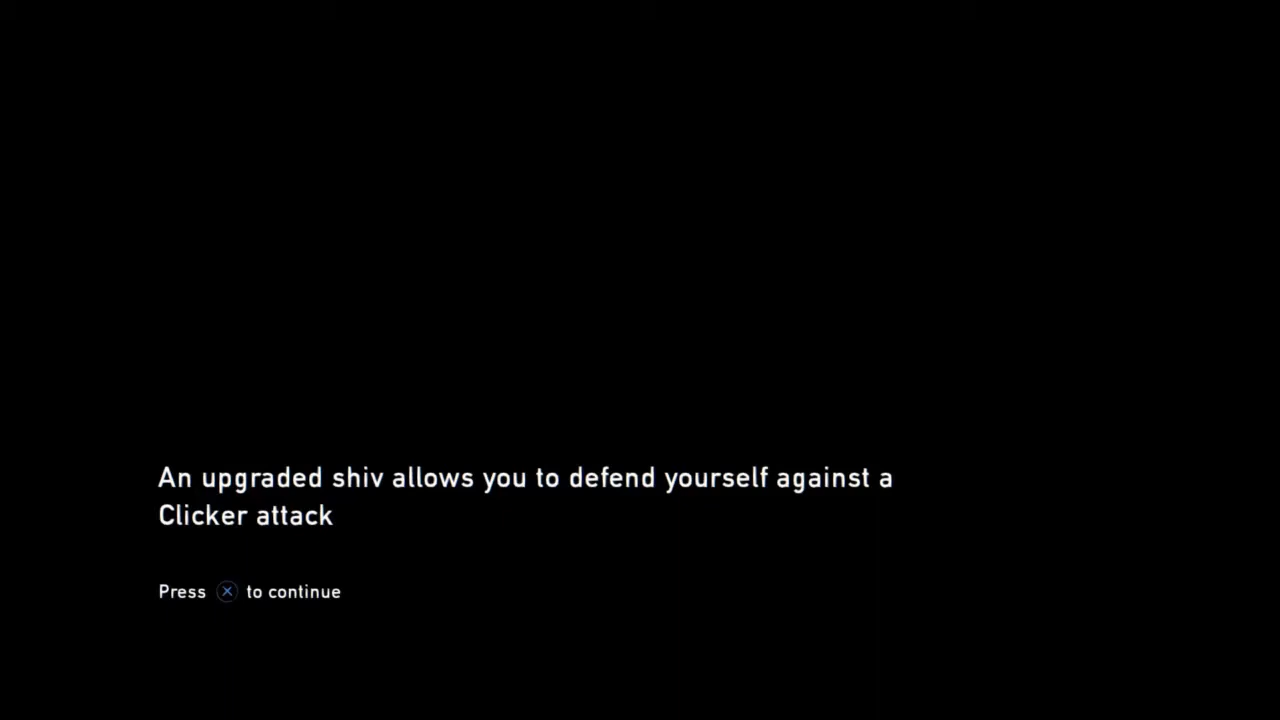 An upgraded shiv allows you to defend yourself against a
Clicker attack
Press ⓧ to continue